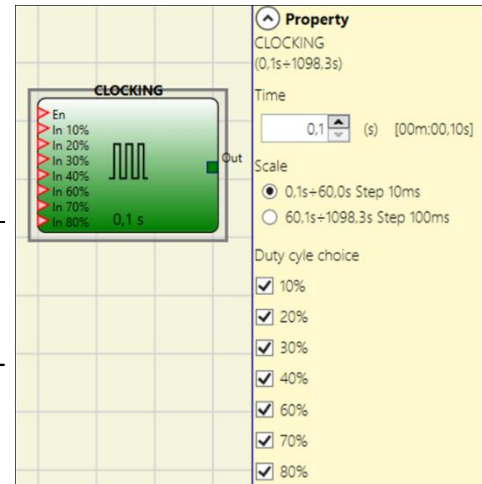 CLOCKING
En
In 10%
In 20%
In 30%
In 40%
In 60%
In 70%
In 80%
0,1 s
Out
Property
CLOCKING
(0,1s÷1098,3s)
Time
0,1 (s) [00m:00,10s]
Scale
0,1s÷60,0s Step 10ms
60,1s÷1098,3s Step 100ms
Duty cyle choice
10%
20%
30%
40%
60%
70%
80%